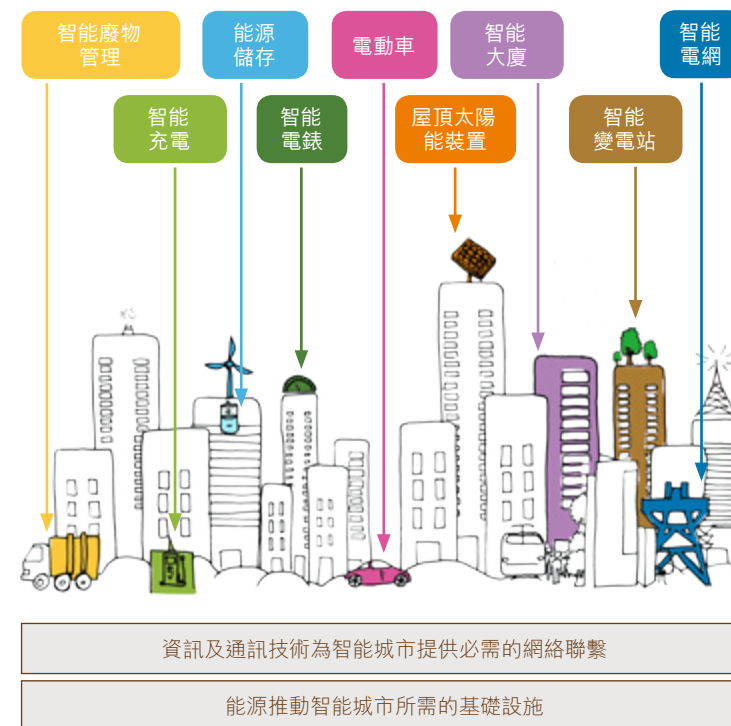 智能廢物
管理
能源
儲存
電動車
智能
大廈
智能
電網
智能
充電
智能
電錶
屋頂太陽
能裝置
智能
變電站
資訊及通訊技術為智能城市提供必需的網絡聯繫
能源推動智能城市所需的基礎設施